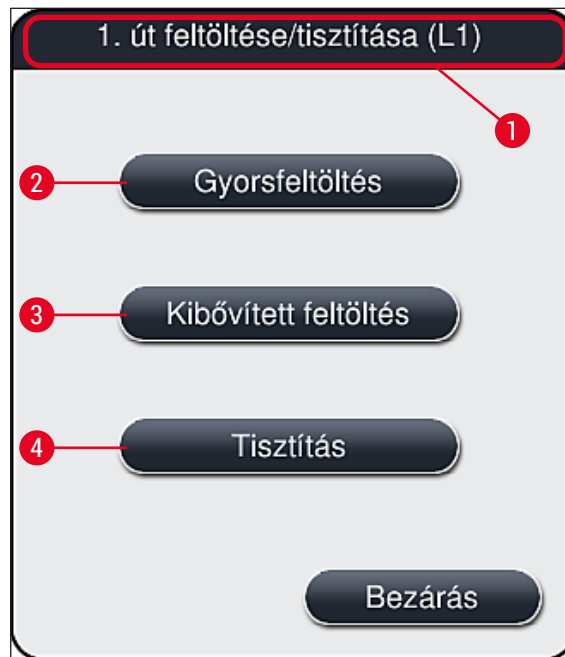 1. út feltöltése/tisztítása (L1)
1
2
Gyorsfeltöltés
3
Kibővített feltöltés
4
Tisztítás
Bezárás